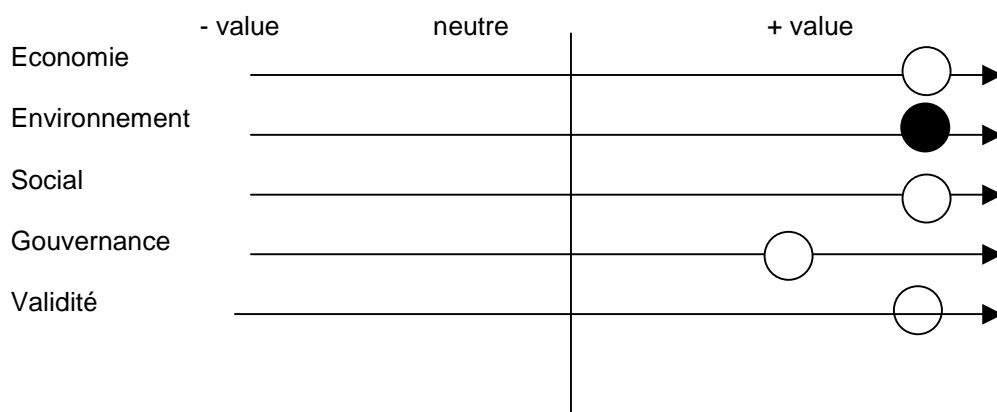 - value neutre + value
Economie
Environnement
Social
Gouvernance
Validité